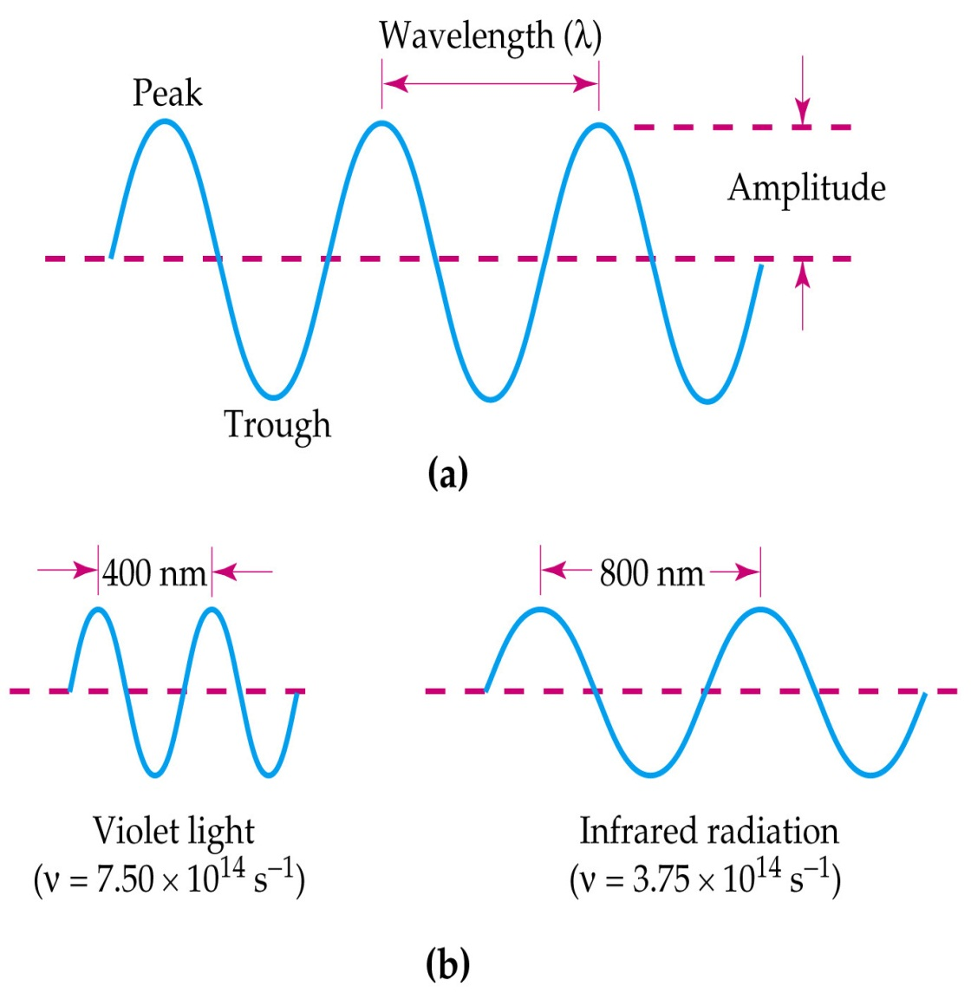 Wavelength (λ)
Peak
Amplitude
Trough
(a)
400 nm
800 nm
Violet light
(ν = 7.50 × 10¹⁴ s⁻¹)
Infrared radiation
(ν = 3.75 × 10¹⁴ s⁻¹)
(b)